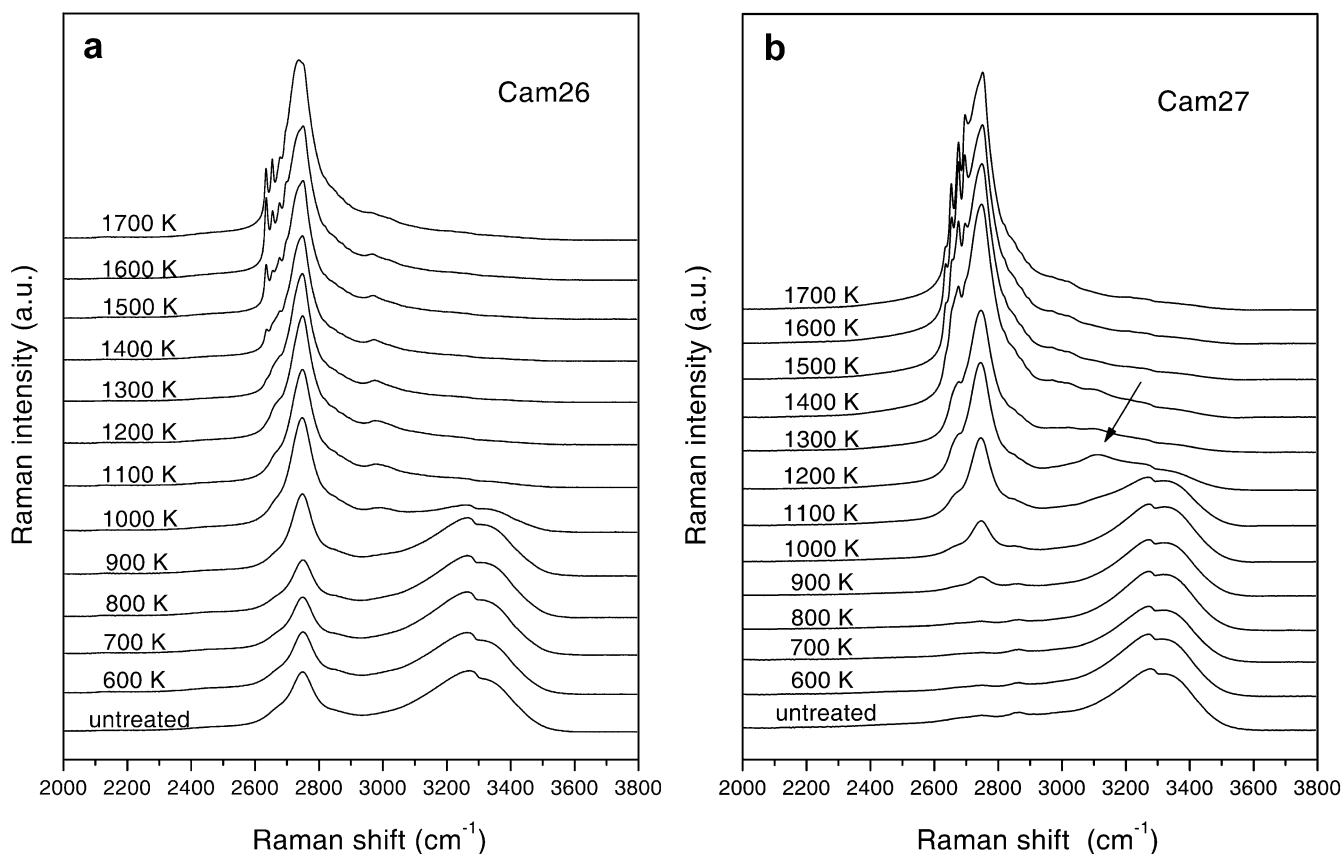 a
Cam26
1700 K
1600 K
1500 K
1400 K
1300 K
1200 K
1100 K
1000 K
900 K
800 K
700 K
600 K
untreated
2000 2200 2400 2600 2800 3000 3200 3400 3600 3800
Raman shift (cm-1)
Raman intensity (a.u.)
b
Cam27
1700 K
1600 K
1500 K
1400 K
1300 K
1200 K
1100 K
1000 K
900 K
800 K
700 K
600 K
untreated
2000 2200 2400 2600 2800 3000 3200 3400 3600 3800
Raman shift (cm-1)
Raman intensity (a.u.)